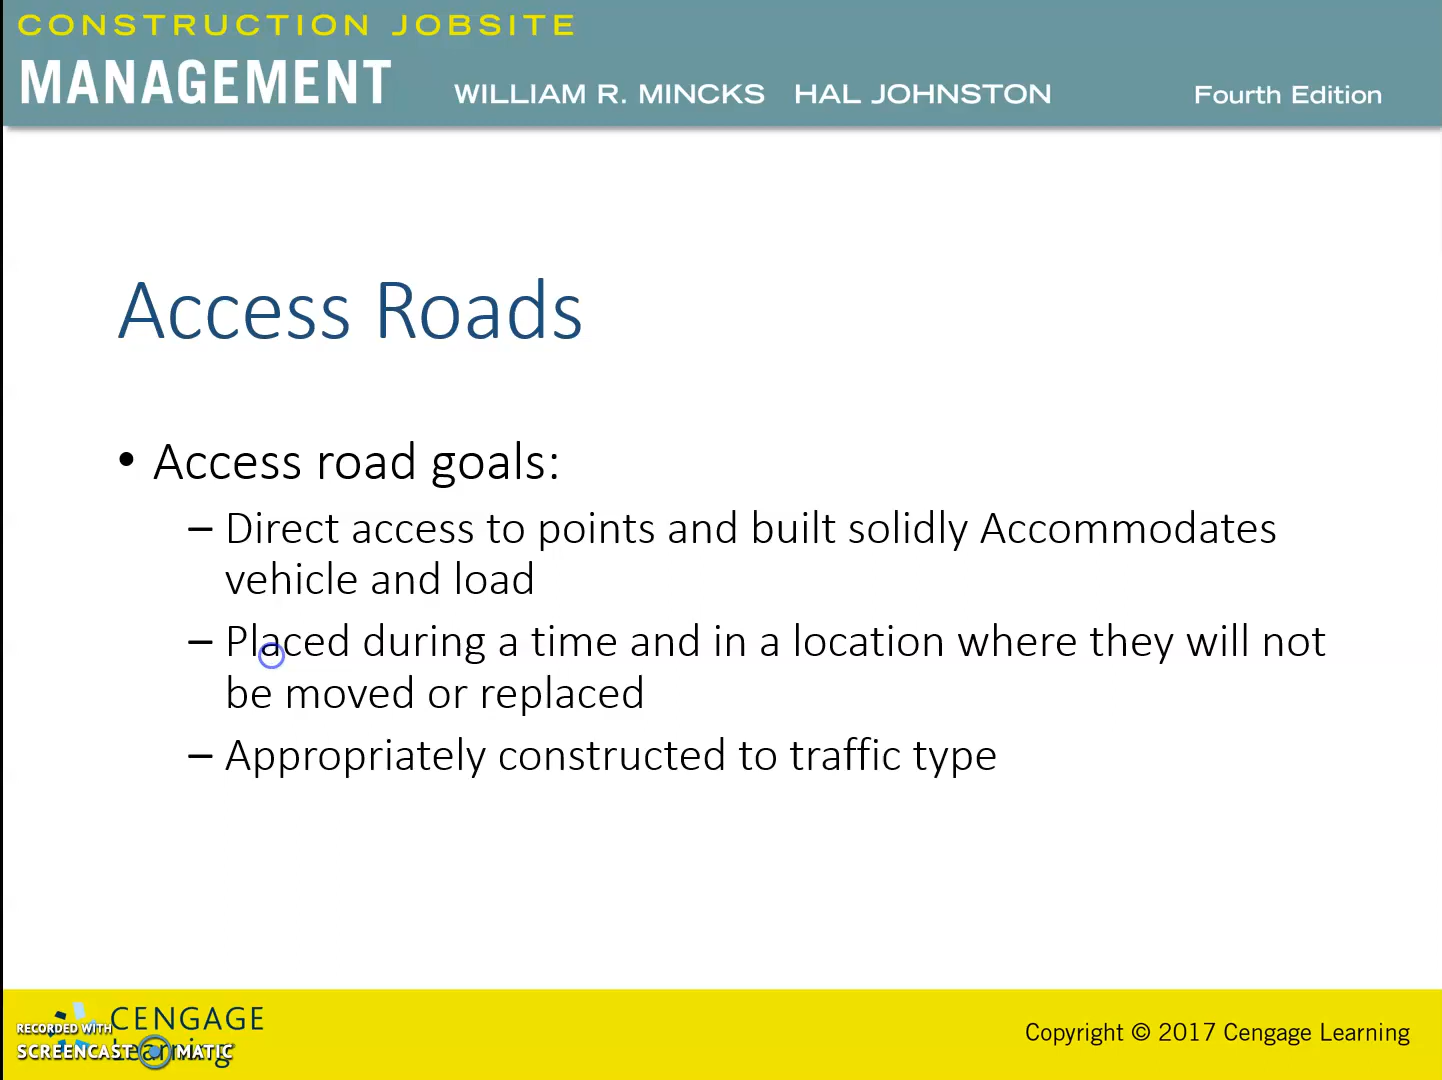 CONSTRUCTION JOBSITE
MANAGEMENT WILLIAM R. MINCKS HAL JOHNSTON Fourth Edition
Access Roads
• Access road goals:
– Direct access to points and built solidly Accommodates
vehicle and load
– Placed during a time and in a location where they will not
be moved or replaced
– Appropriately constructed to traffic type
CENGAGE
Learning
RECORDED WITH
SCREENCAST MATIC
Copyright © 2017 Cengage Learning